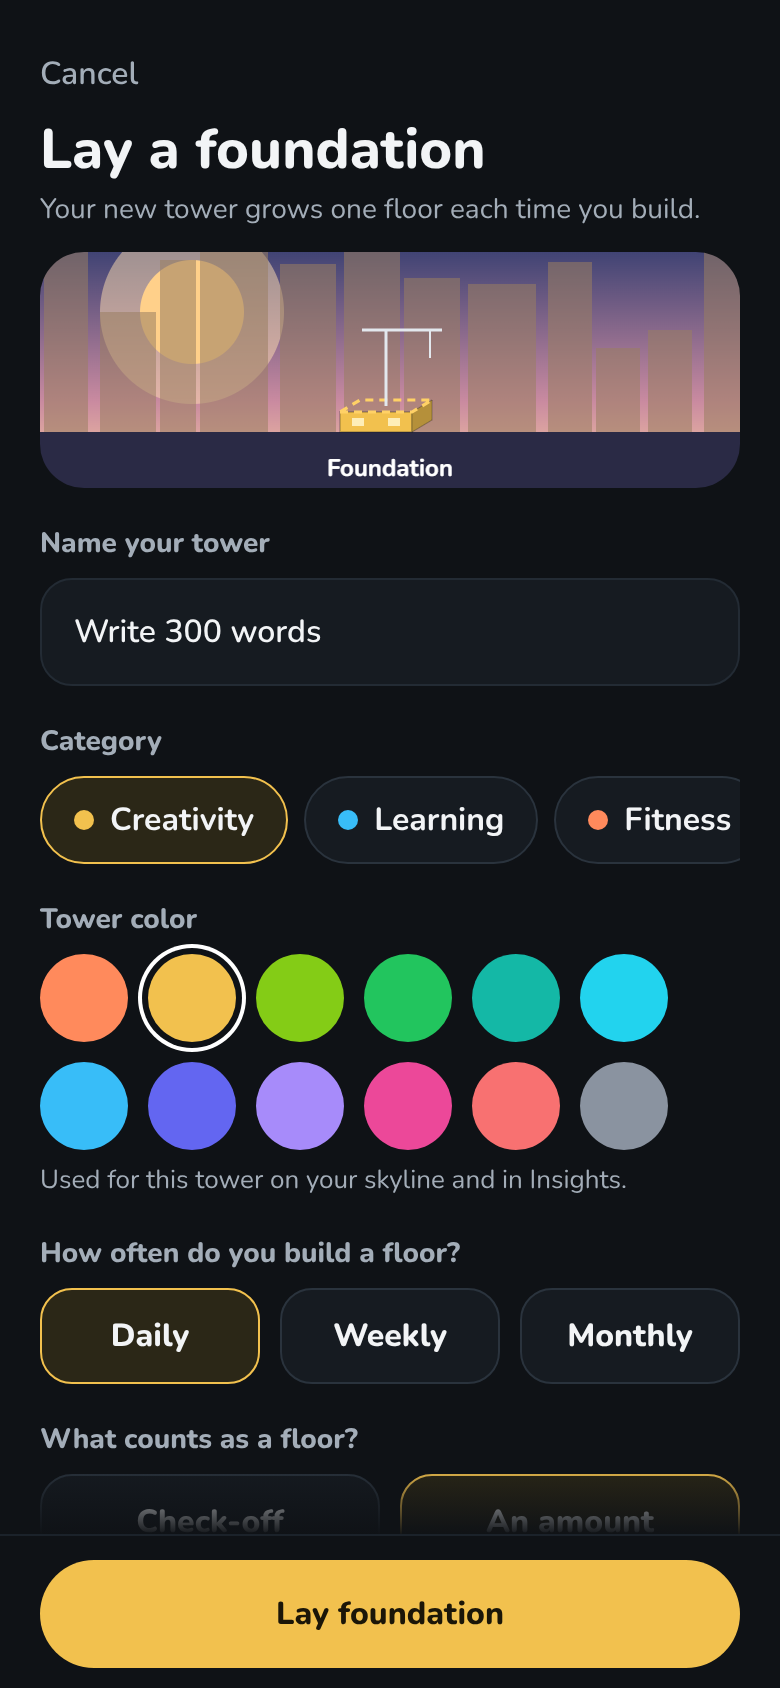 Cancel
Lay a foundation
Your new tower grows one floor each time you build.
Foundation
Name your tower
Write 300 words
Category
Creativity
Learning
Fitness
Tower color
Used for this tower on your skyline and in Insights.
How often do you build a floor?
Daily
Weekly
Monthly
What counts as a floor?
Check-off
An amount
Lay foundation